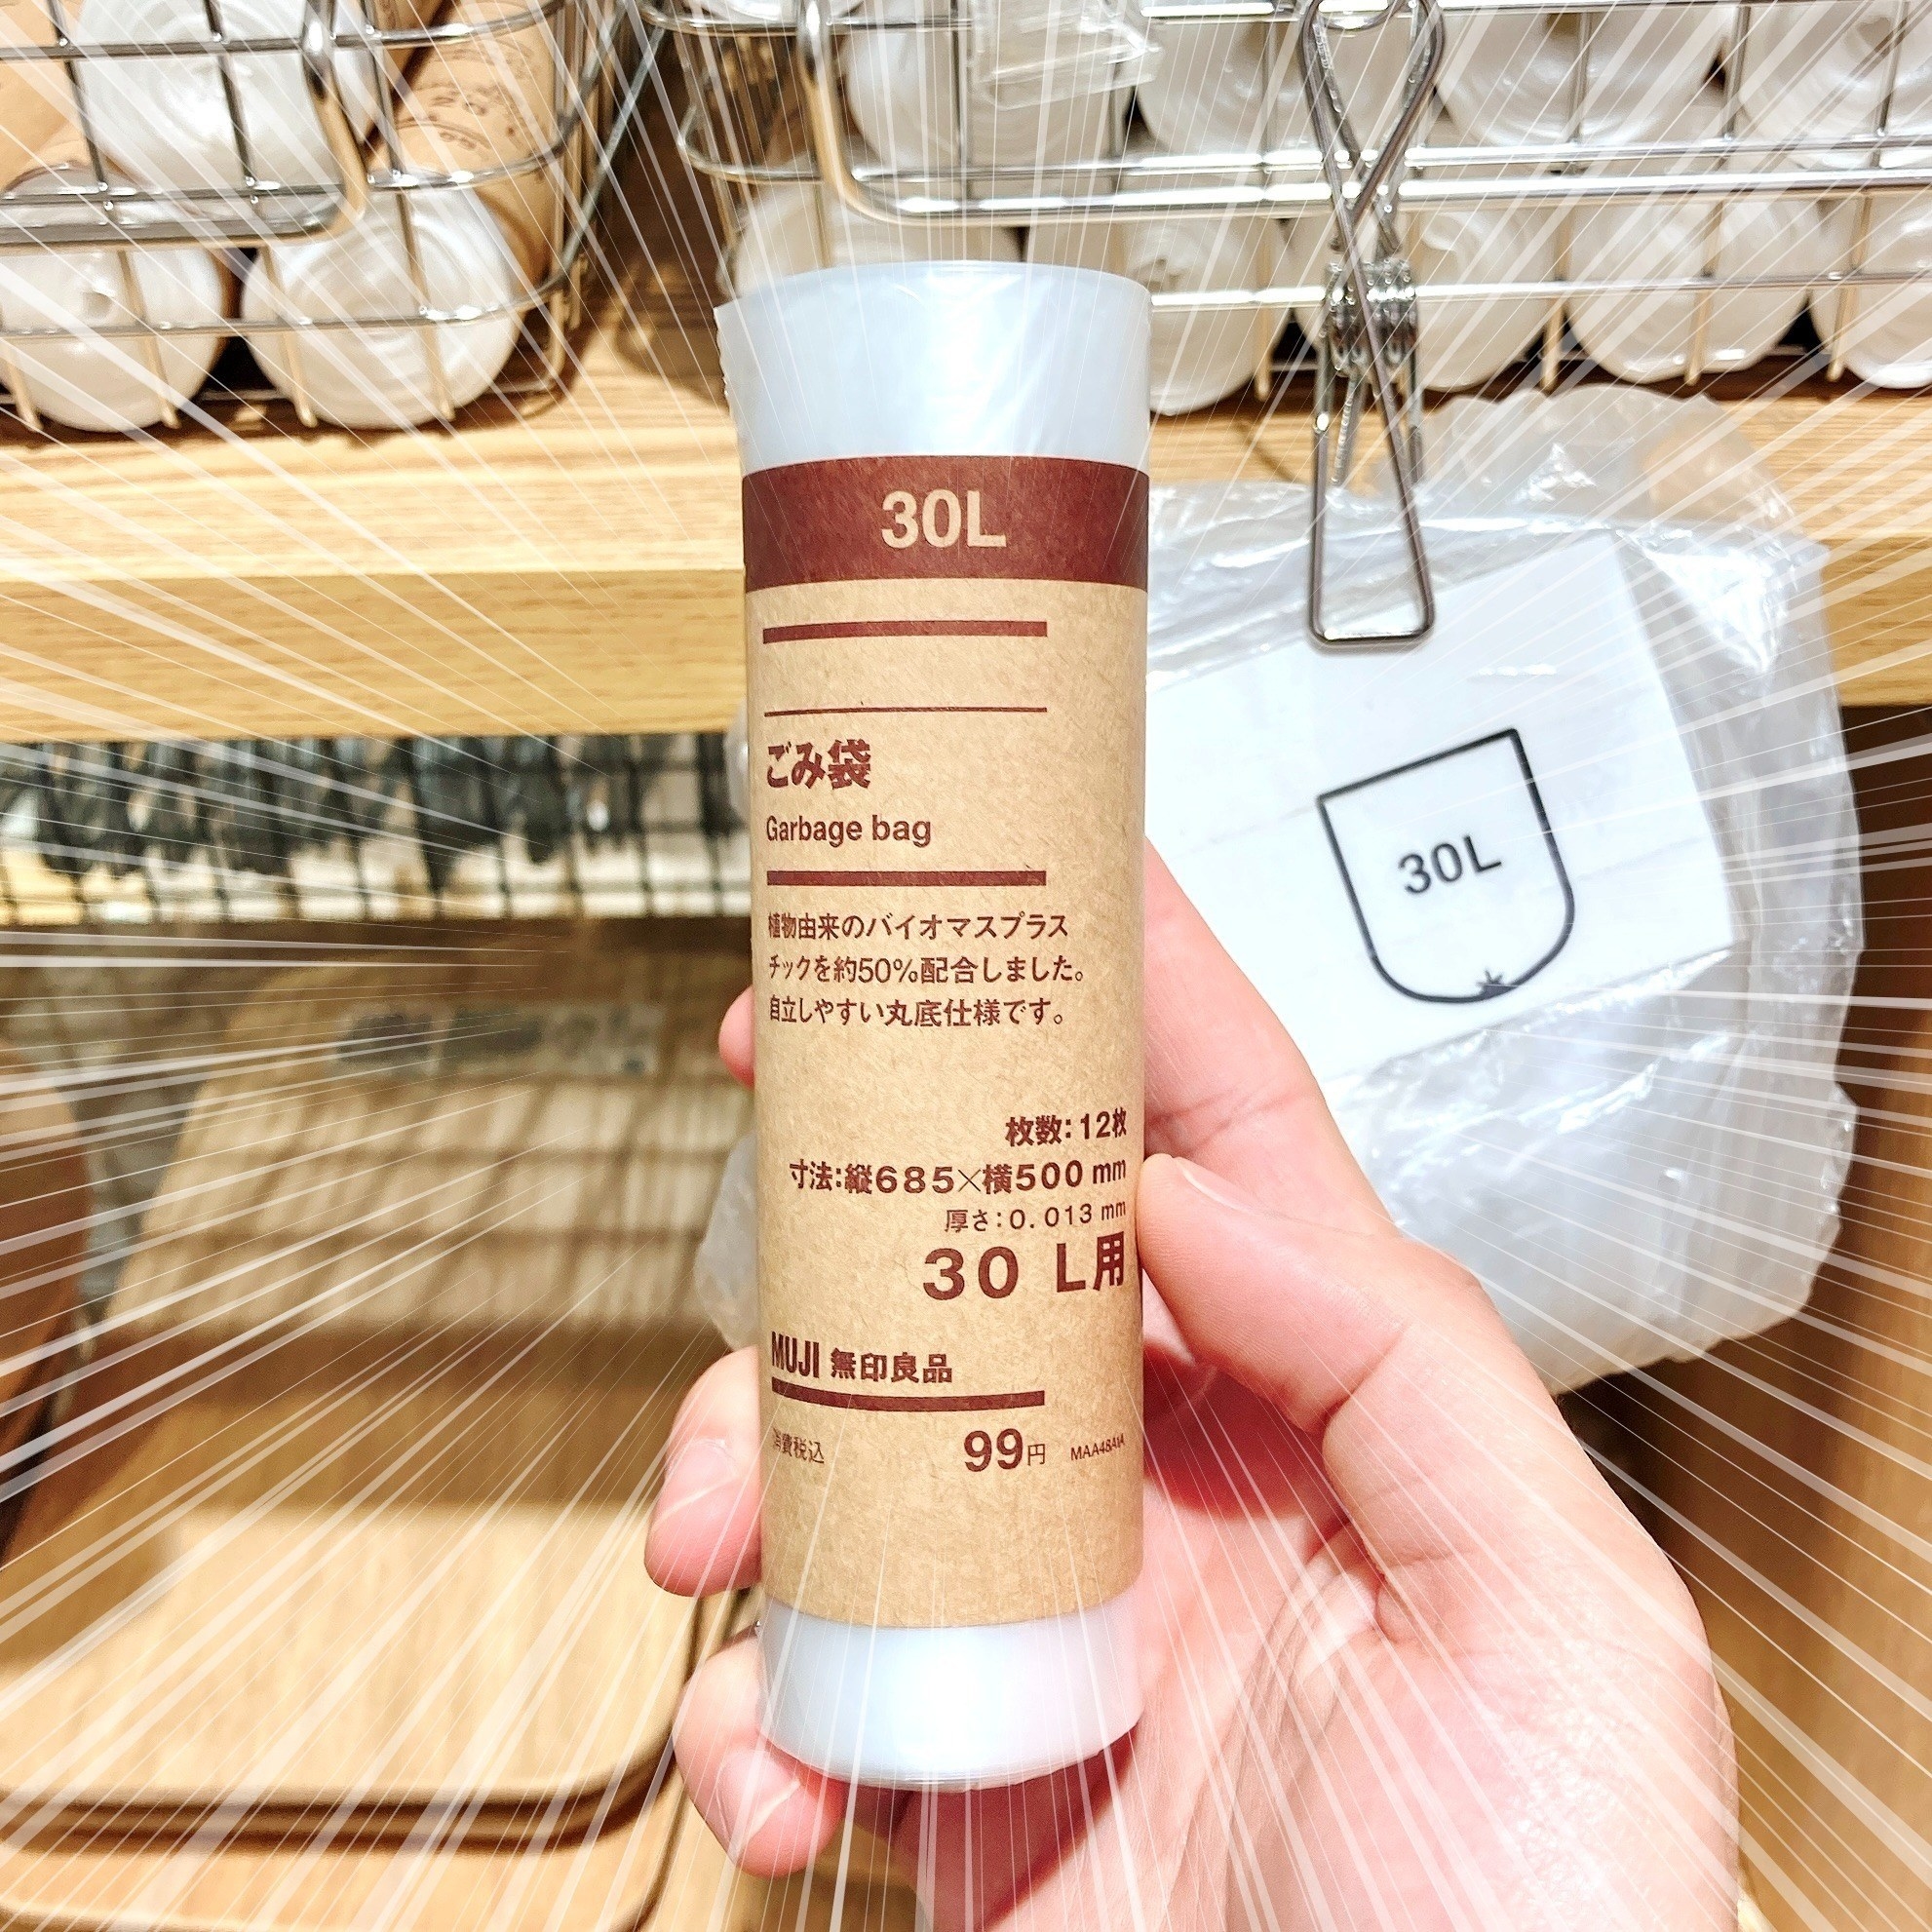 30L
ごみ袋
Garbage bag
植物由来のバイオマスプラス
チックを約50%配合しました。
自立しやすい丸底仕様です。
枚数:12枚
寸法:縦685×横500 mm
厚さ:0.013 mm
30 L用
MUJI 無印良品
消費税込 99円
30L